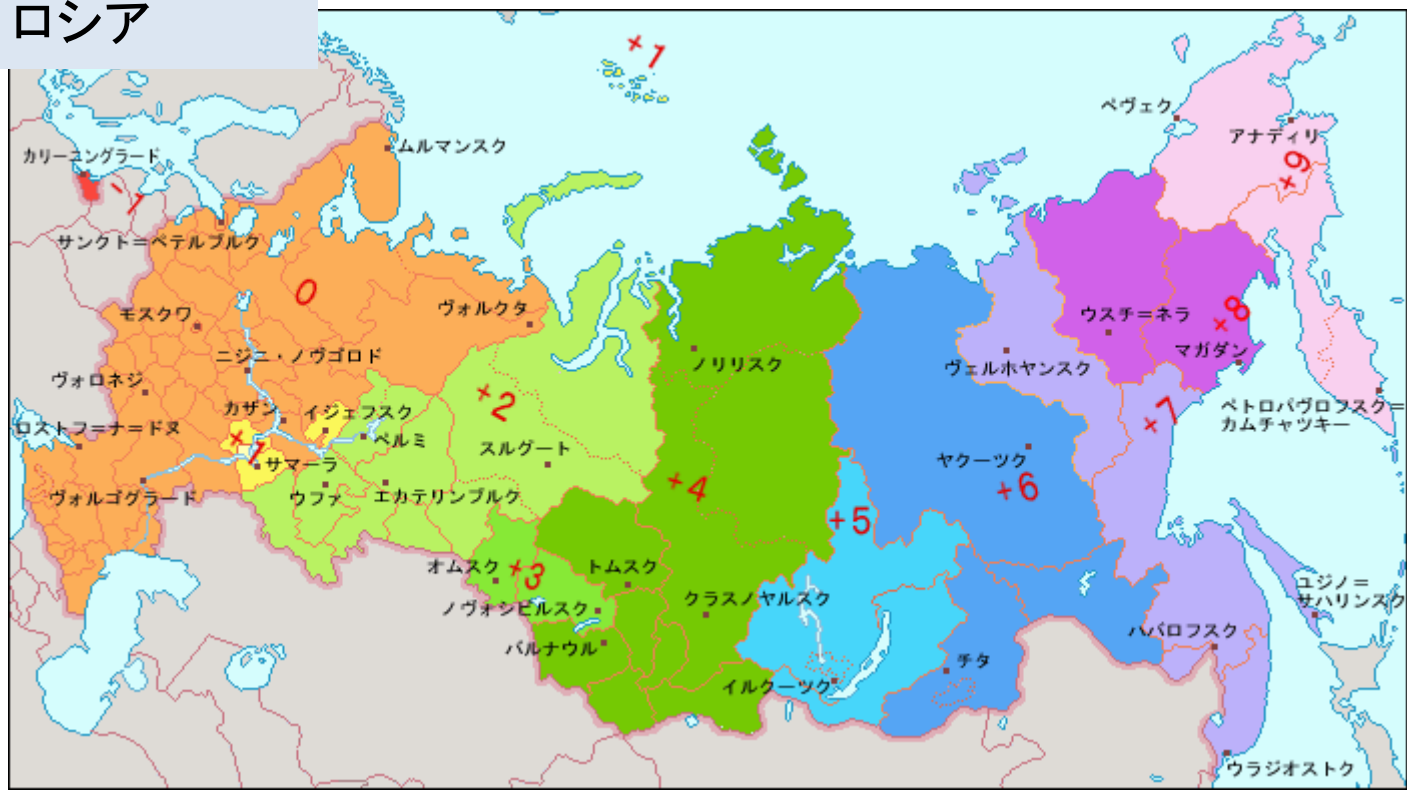 ロシア
+1
ペヴェク
アナディリ
カリーニングラード
ムルマンスク
-1
+9
サンクト=ペテルブルク
0
ヴォルクタ
モスクワ
ウスチ=ネラ
+8
マガダン
ニジニ・ノヴゴロド
ノリリスク
ヴェルホヤンスク
ヴォロネジ
+2
カザン
イジェフスク
ペトロパヴロフスク=
カムチャツキー
+7
ロストフ=ナ=ドヌ
+1
ペルミ
スルグート
サマーラ
ヤクーツク
+6
+4
ヴォルゴグラード
ウファ
エカテリンブルク
+5
オムスク
+3
トムスク
ユジノ=
サハリンスク
ノヴォシビルスク
クラスノヤルスク
バルナウル
ハバロフスク
イルクーツク
チタ
ウラジオストク